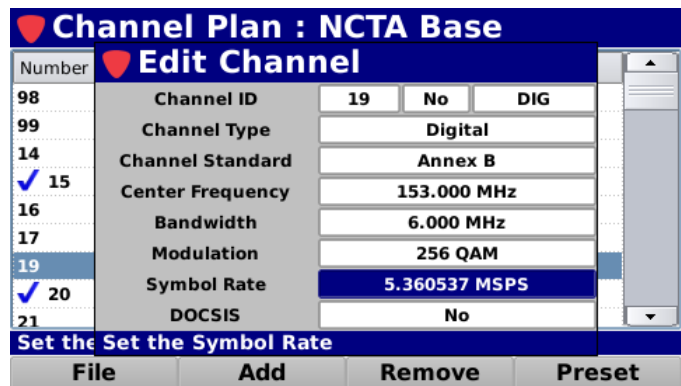 Channel Plan : NCTA Base
Number
Edit Channel
98
99
14
15
16
17
19
20
21
Channel ID 19 No DIG
Channel Type Digital
Channel Standard Annex B
Center Frequency 153.000 MHz
Bandwidth 6.000 MHz
Modulation 256 QAM
Symbol Rate 5.360537 MSPS
DOCSIS No
Set the Set the Symbol Rate
File Add Remove Preset